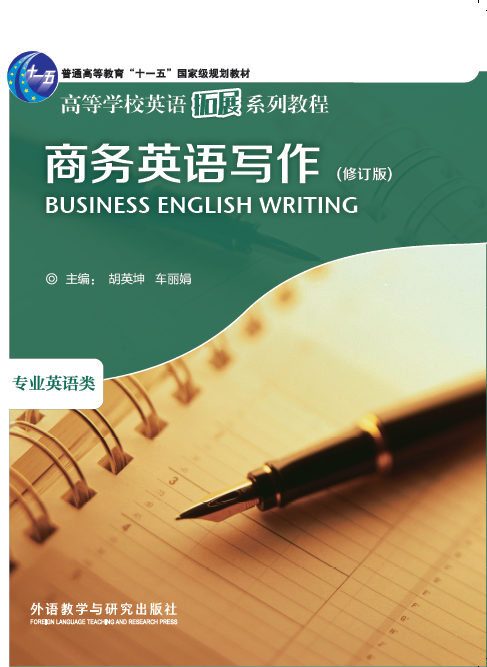 十一五
普通高等教育“十一五”国家级规划教材
高等学校英语拓展系列教程
商务英语写作(修订版)
BUSINESS ENGLISH WRITING
◎ 主编： 胡英坤 车丽娟
专业英语类
3
外语教学与研究出版社
FOREIGN LANGUAGE TEACHING AND RESEARCH PRESS